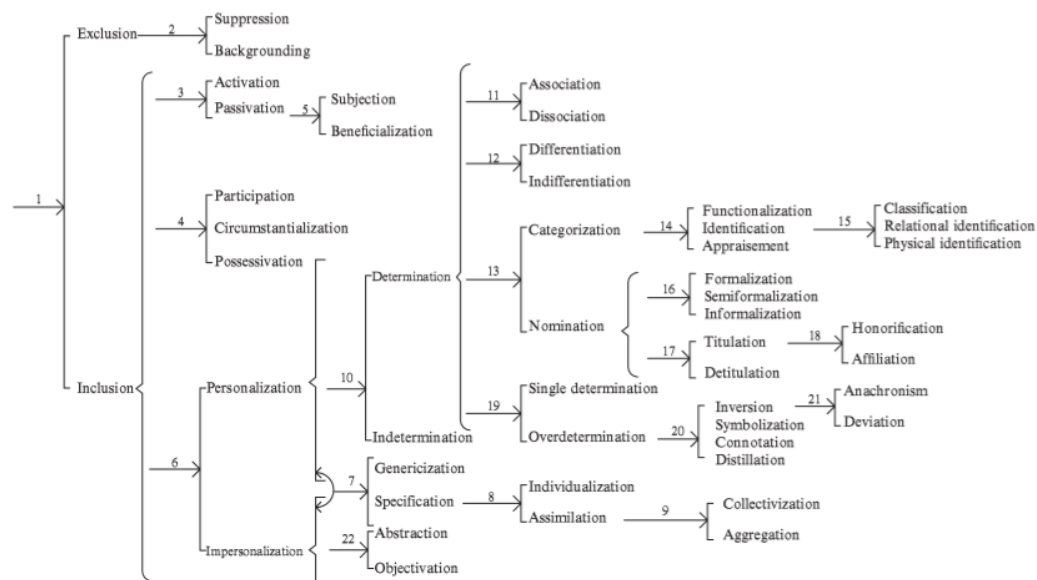 Suppression
Exclusion 2
Backgrounding
Activation
3
Passivation 5 Subjection
Beneficialization
11 Association
Dissociation
12 Differentiation
Indifferentiation
1
Participation
4 Circumstantialization
Possessivation
Categorization 14 Functionalization
Identification
Appraisement
15 Classification
Relational identification
Physical identification
Determination 13
16 Formalization
Semiformalization
Informalization
Nomination
17 Titulation 18 Honorification
Affiliation
Detitulation
Inclusion
Personalization 10
19 Single determination
Indetermination
Overdetermination 20 Inversion 21 Anachronism
Symbolization Deviation
Connotation
Distillation
6
7 Genericization
Specification 8 Individualization
Assimilation 9 Collectivization
Aggregation
Impersonalization 22 Abstraction
Objectivation